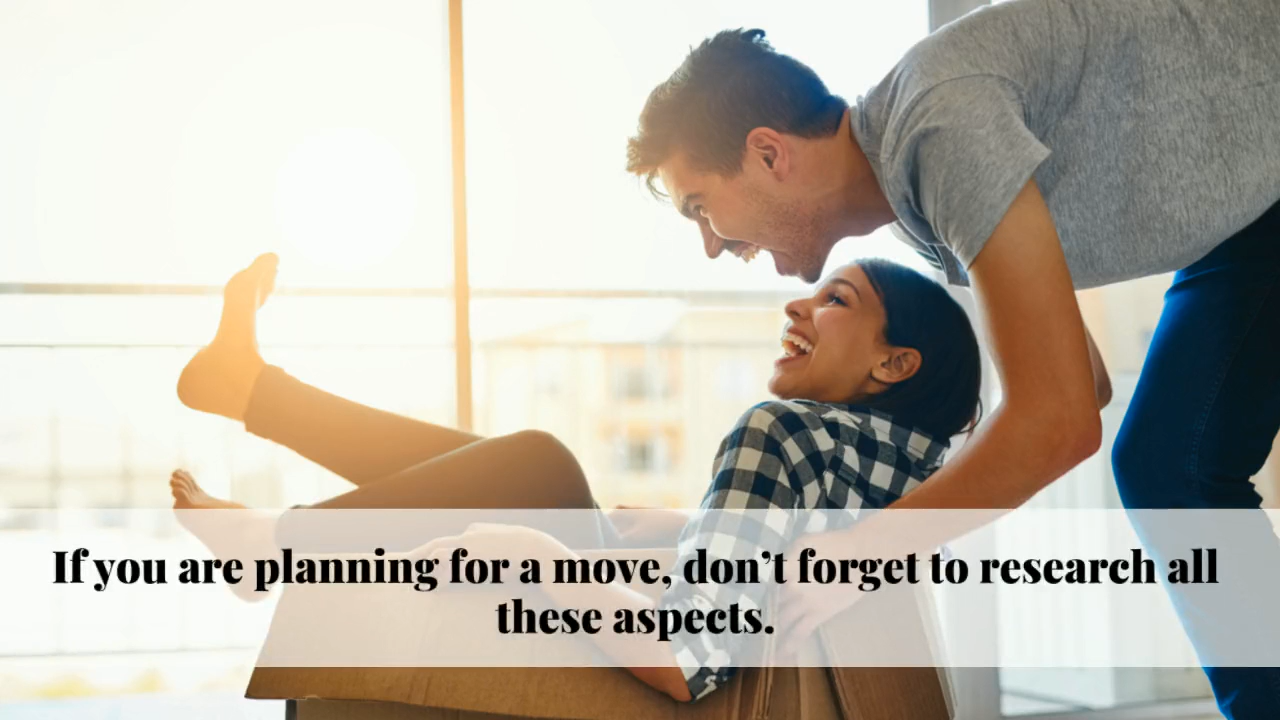 If you are planning for a move, don’t forget to research all
these aspects.